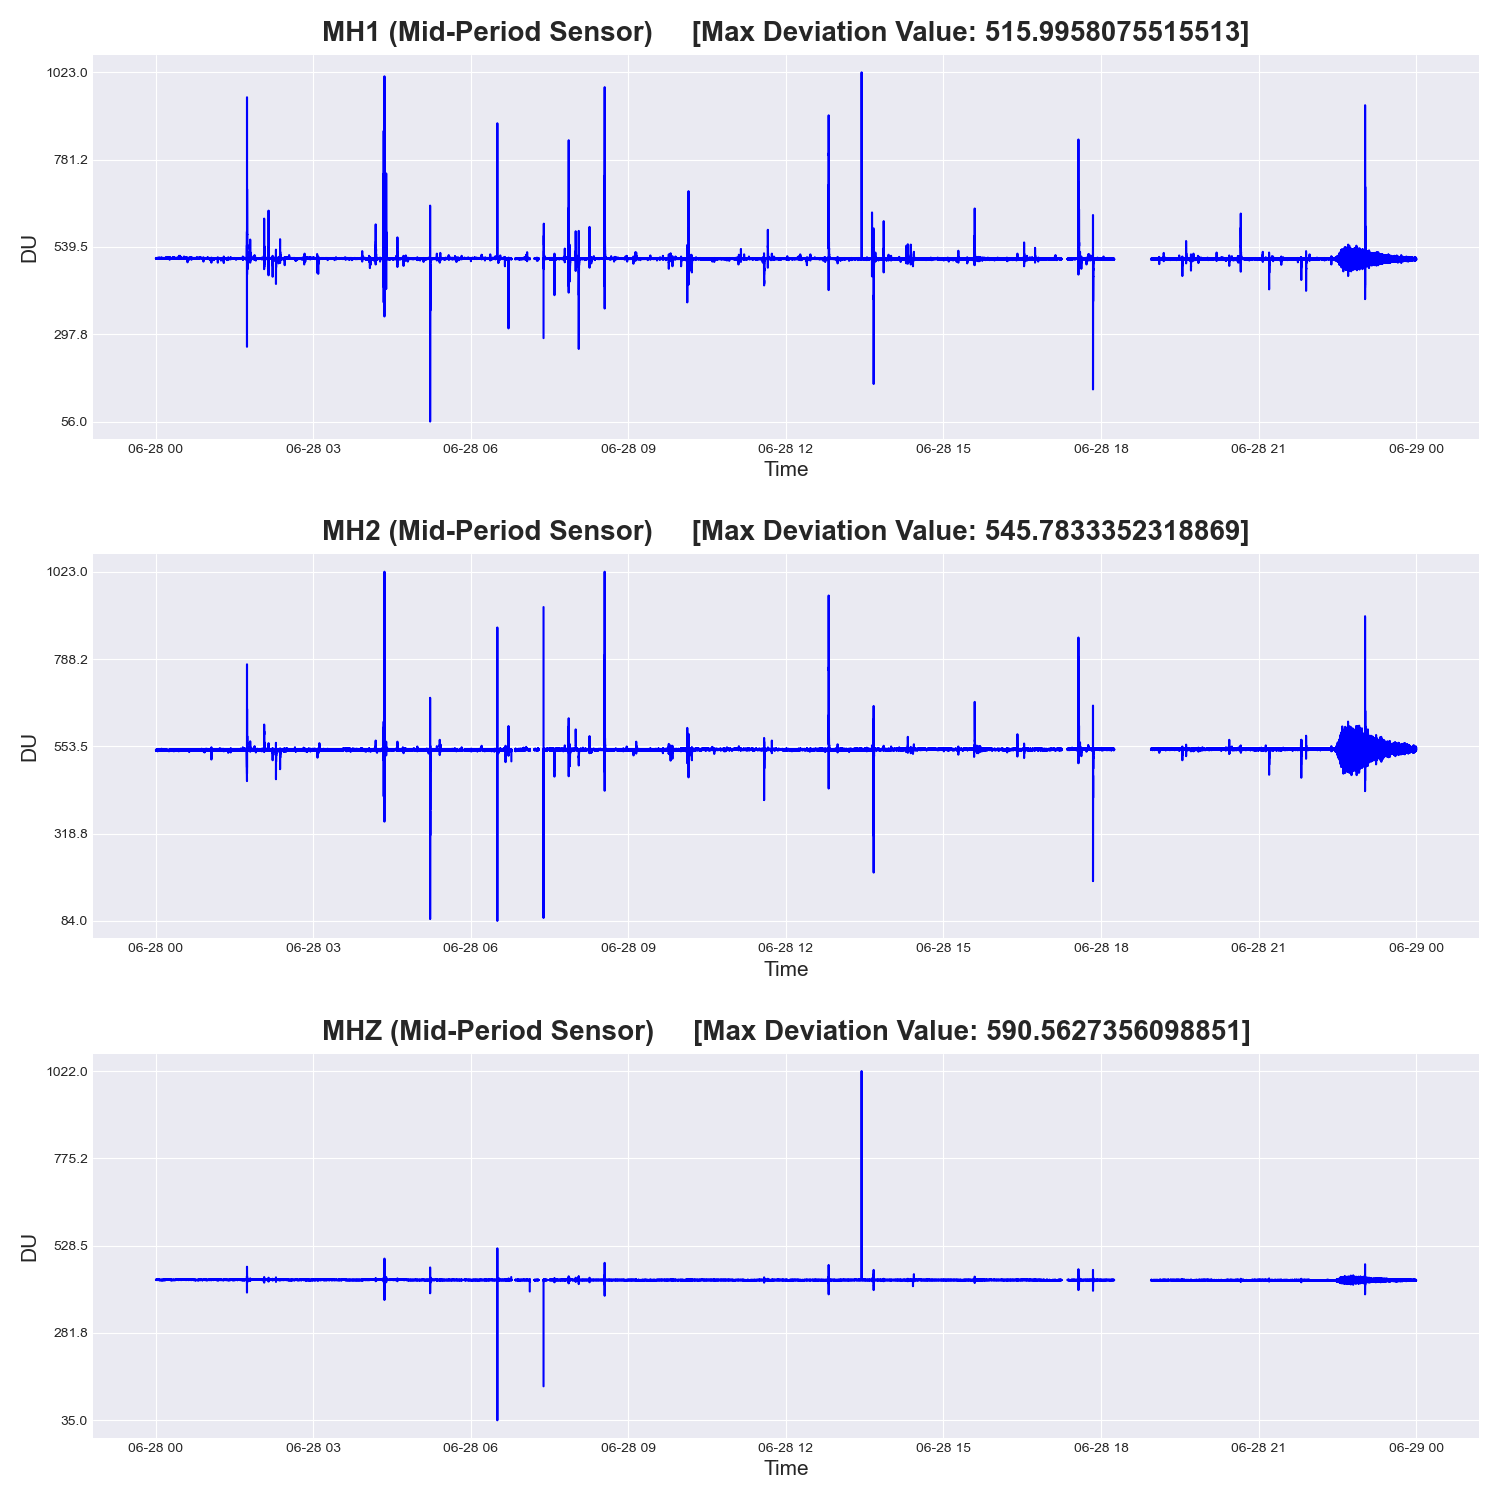 MH1 (Mid-Period Sensor) [Max Deviation Value: 515.9958075515513]
1023.0
781.2
539.5
297.8
56.0
DU
06-28 00 06-28 03 06-28 06 06-28 09 06-28 12 06-28 15 06-28 18 06-28 21 06-29 00
Time
MH2 (Mid-Period Sensor) [Max Deviation Value: 545.7833352318869]
1023.0
788.2
553.5
318.8
84.0
DU
06-28 00 06-28 03 06-28 06 06-28 09 06-28 12 06-28 15 06-28 18 06-28 21 06-29 00
Time
MHZ (Mid-Period Sensor) [Max Deviation Value: 590.5627356098851]
1022.0
775.2
528.5
281.8
35.0
DU
06-28 00 06-28 03 06-28 06 06-28 09 06-28 12 06-28 15 06-28 18 06-28 21 06-29 00
Time